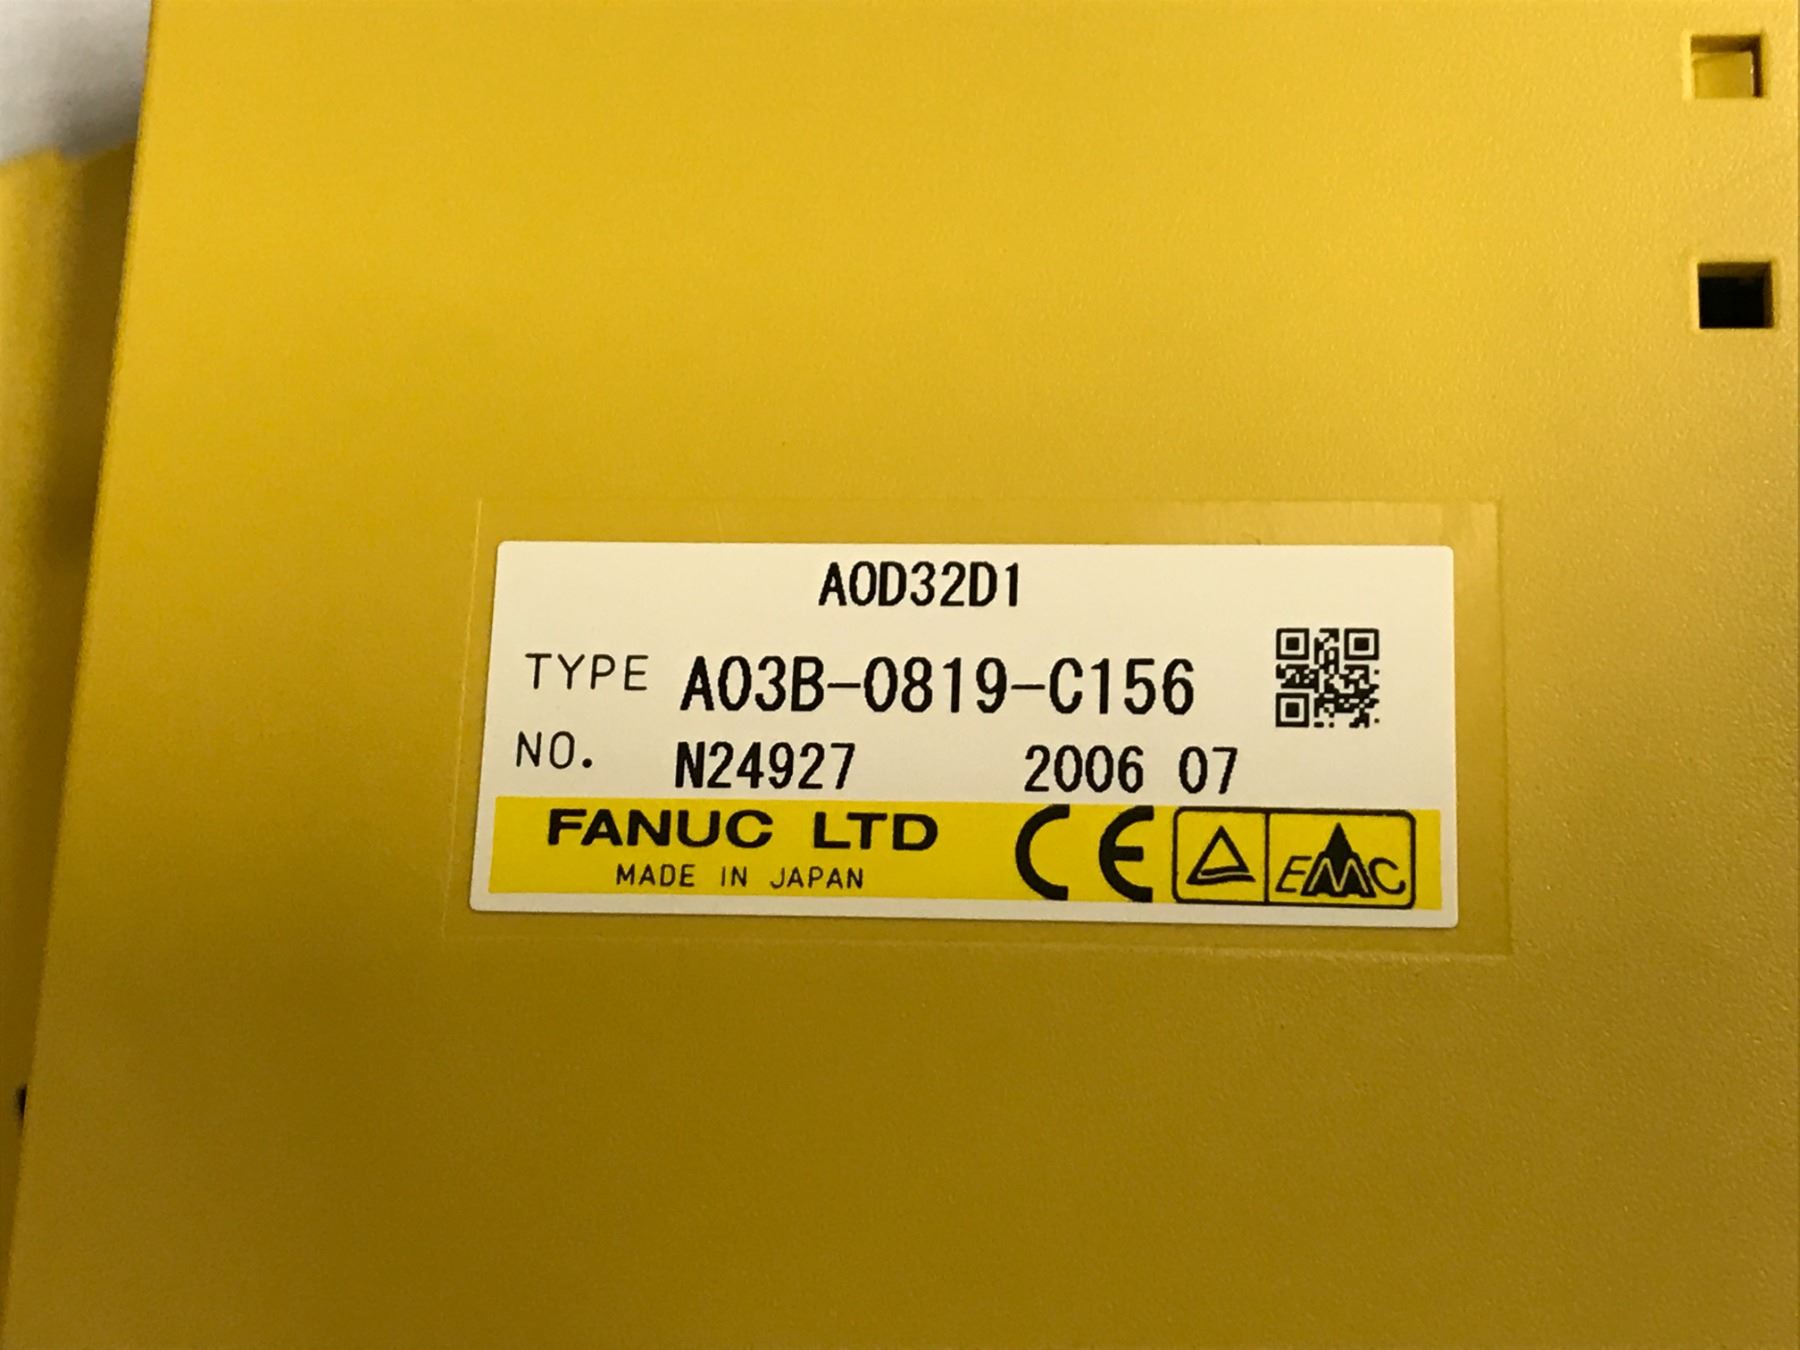 AOD32D1
TYPE A03B-0819-C156
NO. N24927 2006 07
FANUC LTD CE EMC
MADE IN JAPAN